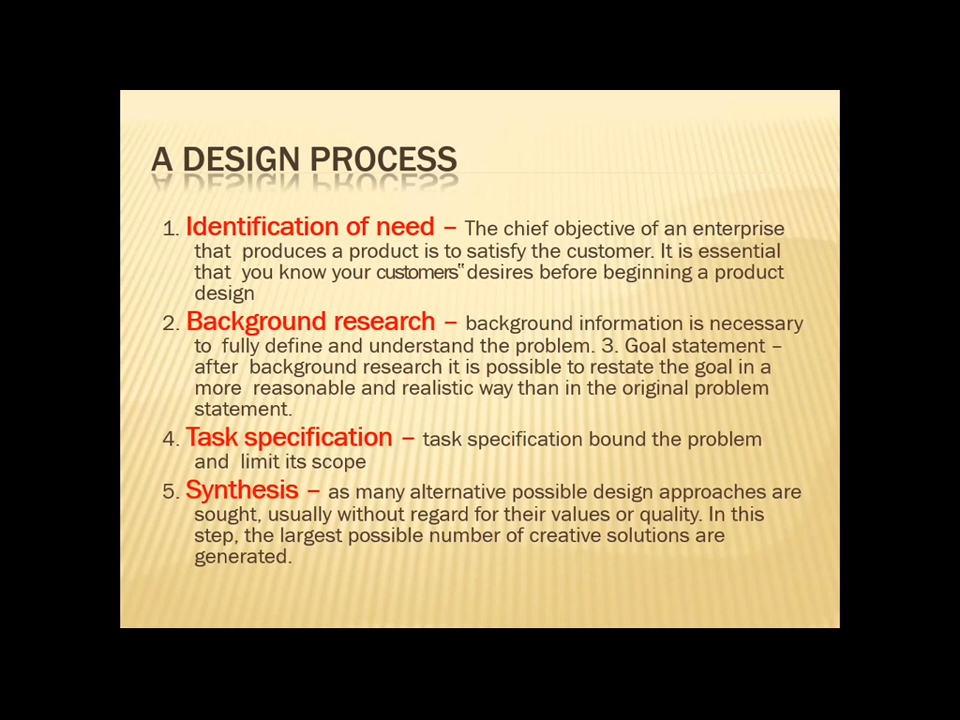 A DESIGN PROCESS
1. Identification of need – The chief objective of an enterprise
that produces a product is to satisfy the customer. It is essential
that you know your customers‟ desires before beginning a product
design
2. Background research – background information is necessary
to fully define and understand the problem. 3. Goal statement –
after background research it is possible to restate the goal in a
more reasonable and realistic way than in the original problem
statement.
4. Task specification – task specification bound the problem
and limit its scope
5. Synthesis – as many alternative possible design approaches are
sought, usually without regard for their values or quality. In this
step, the largest possible number of creative solutions are
generated.